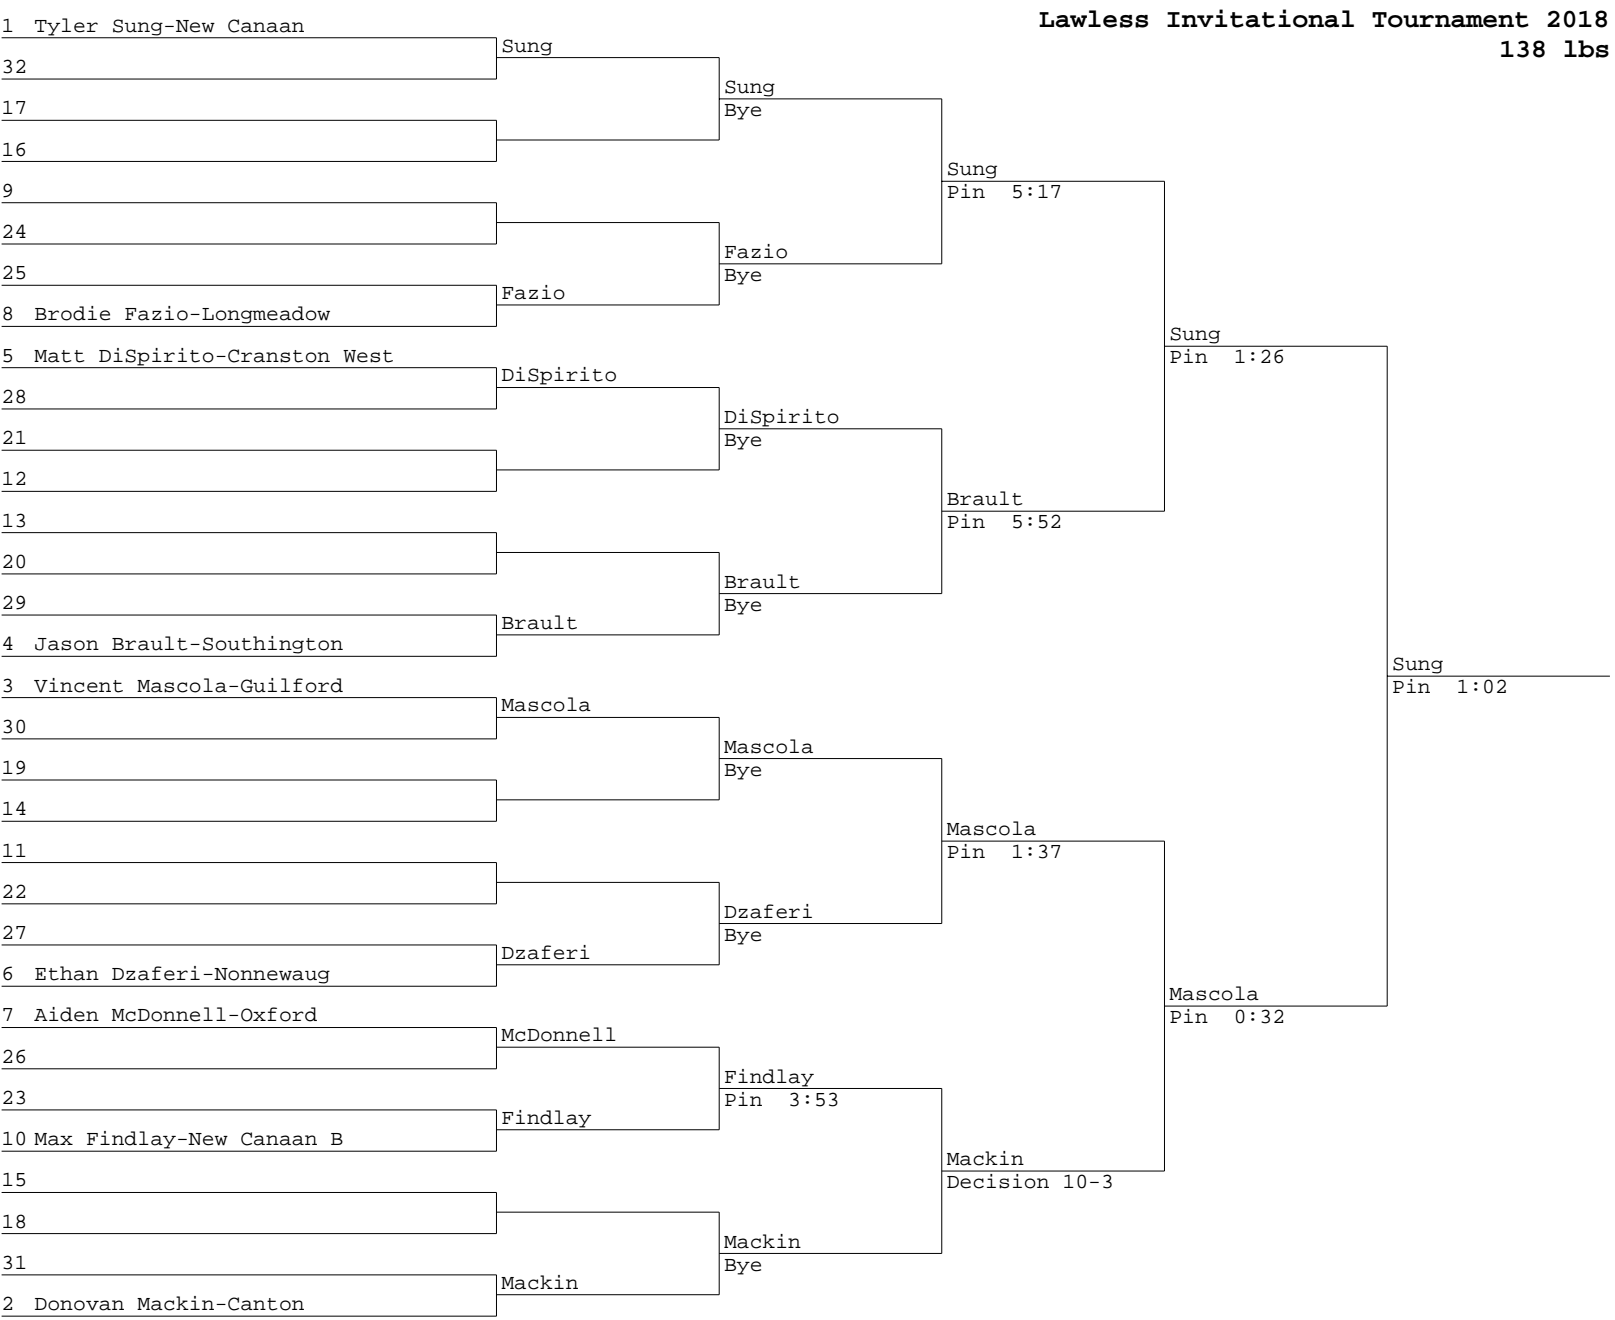 Lawless Invitational Tournament 2018
138 lbs
1 Tyler Sung-New Canaan
32
17
16
9
24
25
8 Brodie Fazio-Longmeadow
5 Matt DiSpirito-Cranston West
28
21
12
13
20
29
4 Jason Brault-Southington
3 Vincent Mascola-Guilford
30
19
14
11
22
27
6 Ethan Dzaferi-Nonnewaug
7 Aiden McDonnell-Oxford
26
23
10 Max Findlay-New Canaan B
15
18
31
2 Donovan Mackin-Canton
Sung
Fazio
DiSpirito
Brault
Mascola
Dzaferi
McDonnell
Findlay
Mackin
Sung
Bye
Fazio
Bye
DiSpirito
Bye
Brault
Bye
Mascola
Bye
Dzaferi
Bye
Findlay
Pin 3:53
Mackin
Bye
Sung
Pin 5:17
Brault
Pin 5:52
Mascola
Pin 1:37
Mackin
Decision 10-3
Sung
Pin 1:26
Mascola
Pin 0:32
Sung
Pin 1:02